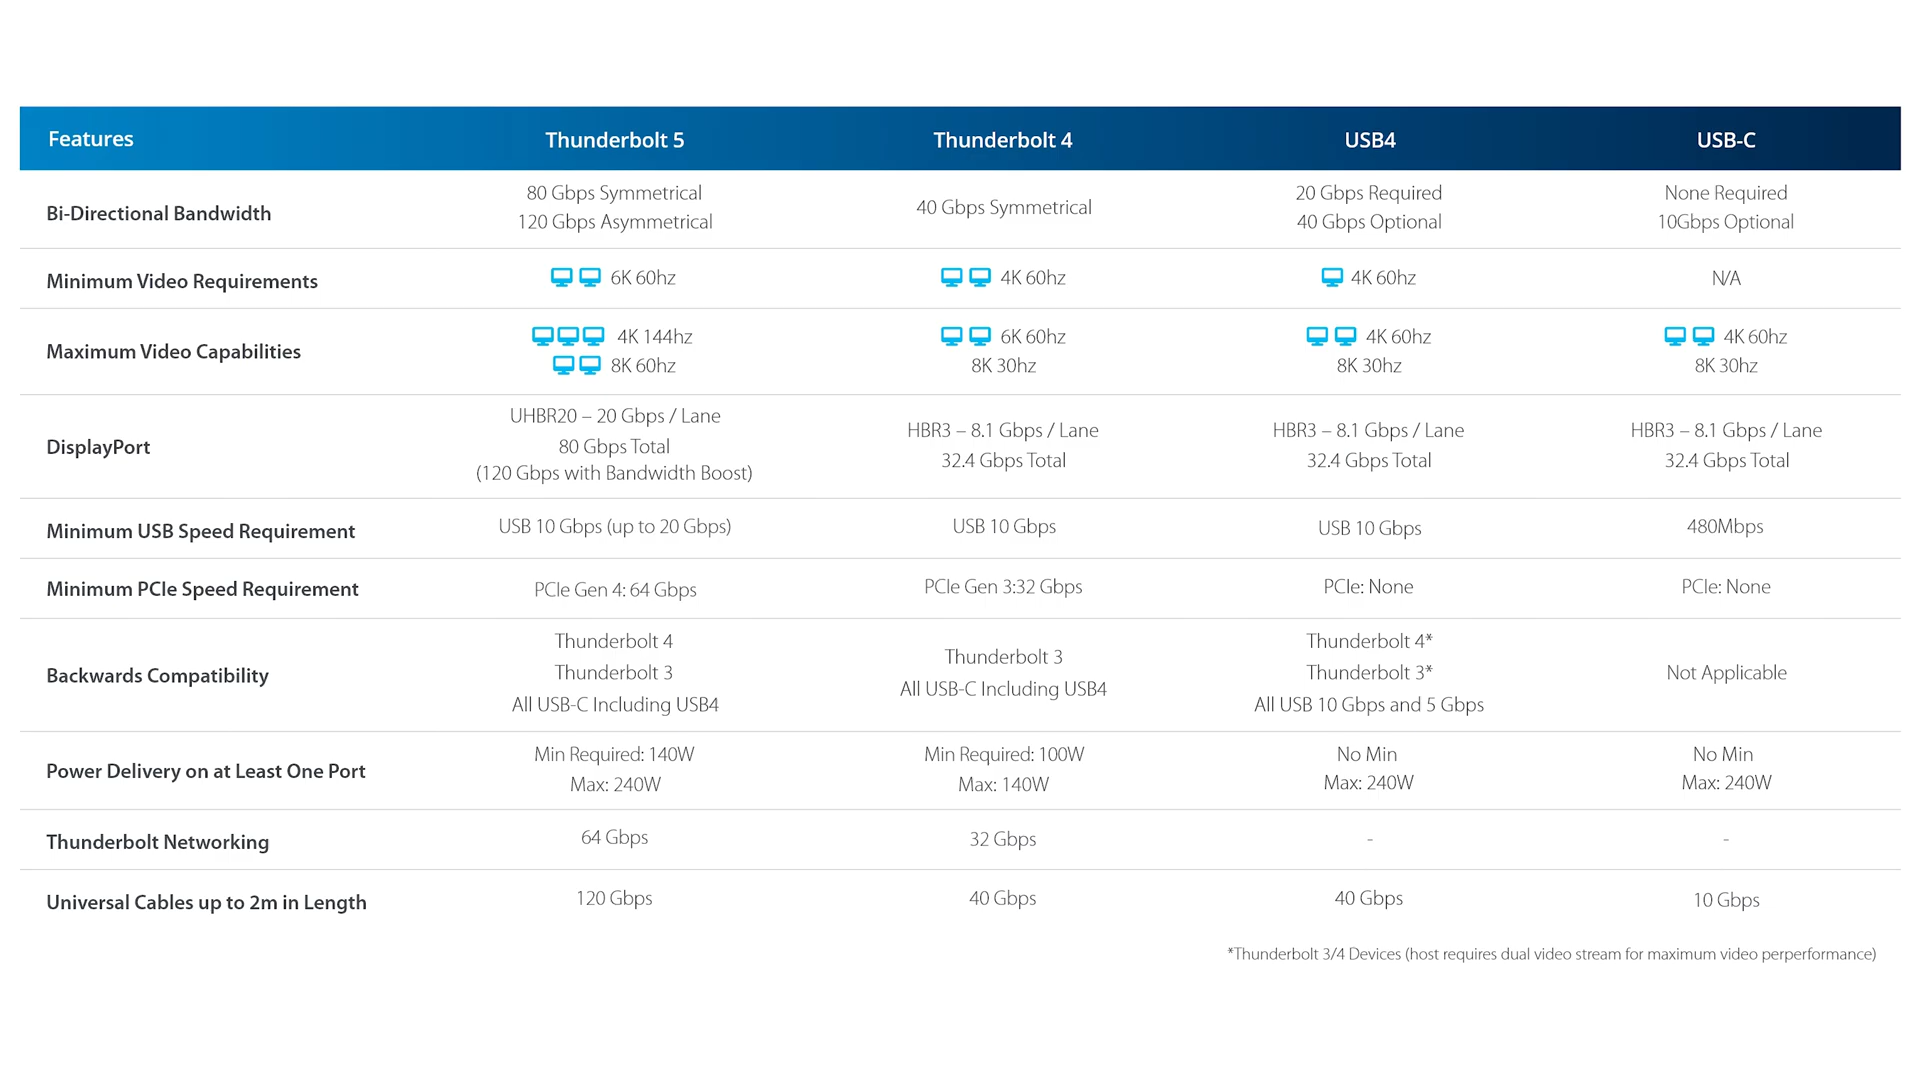 Features Thunderbolt 5 Thunderbolt 4 USB4 USB-C
Bi-Directional Bandwidth
80 Gbps Symmetrical
120 Gbps Asymmetrical
40 Gbps Symmetrical
20 Gbps Required
40 Gbps Optional
None Required
10Gbps Optional
Minimum Video Requirements
6K 60hz
4K 60hz
4K 60hz
N/A
Maximum Video Capabilities
4K 144hz
8K 60hz
6K 60hz
8K 30hz
4K 60hz
8K 30hz
4K 60hz
8K 30hz
DisplayPort
UHBR20 – 20 Gbps / Lane
80 Gbps Total
(120 Gbps with Bandwidth Boost)
HBR3 – 8.1 Gbps / Lane
32.4 Gbps Total
HBR3 – 8.1 Gbps / Lane
32.4 Gbps Total
HBR3 – 8.1 Gbps / Lane
32.4 Gbps Total
Minimum USB Speed Requirement
USB 10 Gbps (up to 20 Gbps)
USB 10 Gbps
USB 10 Gbps
480Mbps
Minimum PCIe Speed Requirement
PCIe Gen 4: 64 Gbps
PCIe Gen 3:32 Gbps
PCIe: None
PCIe: None
Backwards Compatibility
Thunderbolt 4
Thunderbolt 3
All USB-C Including USB4
Thunderbolt 3
All USB-C Including USB4
Thunderbolt 4*
Thunderbolt 3*
All USB 10 Gbps and 5 Gbps
Not Applicable
Power Delivery on at Least One Port
Min Required: 140W
Max: 240W
Min Required: 100W
Max: 140W
No Min
Max: 240W
No Min
Max: 240W
Thunderbolt Networking
64 Gbps
32 Gbps
-
-
Universal Cables up to 2m in Length
120 Gbps
40 Gbps
40 Gbps
10 Gbps
*Thunderbolt 3/4 Devices (host requires dual video stream for maximum video perperformance)